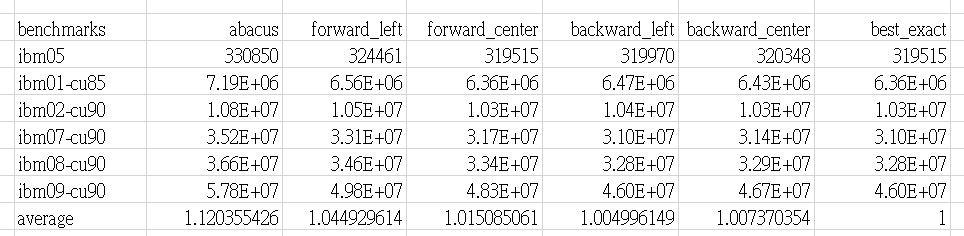 benchmarks abacus forward_left forward_center backward_left backward_center best_exact
ibm05 330850 324461 319515 319970 320348 319515
ibm01-cu85 7.19E+06 6.56E+06 6.36E+06 6.47E+06 6.43E+06 6.36E+06
ibm02-cu90 1.08E+07 1.05E+07 1.03E+07 1.04E+07 1.03E+07 1.03E+07
ibm07-cu90 3.52E+07 3.31E+07 3.17E+07 3.10E+07 3.14E+07 3.10E+07
ibm08-cu90 3.66E+07 3.46E+07 3.34E+07 3.28E+07 3.29E+07 3.28E+07
ibm09-cu90 5.78E+07 4.98E+07 4.83E+07 4.60E+07 4.67E+07 4.60E+07
average 1.120355426 1.044929614 1.015085061 1.004996149 1.007370354 1